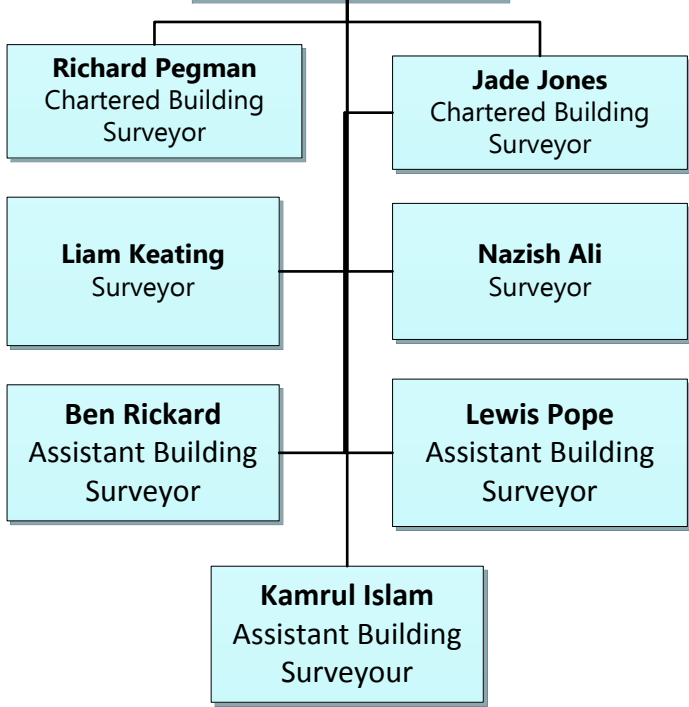 Richard Pegman
Chartered Building
Surveyor
Jade Jones
Chartered Building
Surveyor
Liam Keating
Surveyor
Nazish Ali
Surveyor
Ben Rickard
Assistant Building
Surveyor
Lewis Pope
Assistant Building
Surveyor
Kamrul Islam
Assistant Building
Surveyour